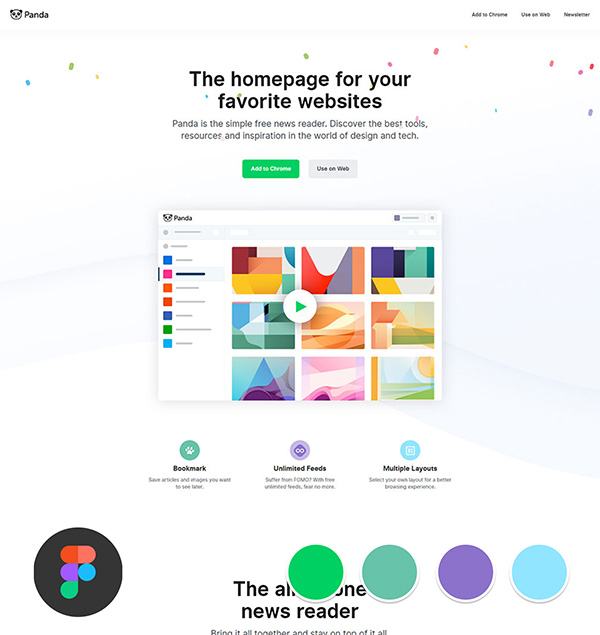 Panda
Add to Chrome
Use on Web
Newsletter
The homepage for your
favorite websites
Panda is the simple free news reader. Discover the best tools,
resources and inspiration in the world of design and tech.
Add to Chrome
Use on Web
Panda
Bookmark
Save articles and images you want
to see later.
Unlimited Feeds
Suffer from FOMO? With free
unlimited feeds, fear no more.
Multiple Layouts
Select your own layout for a better
browsing experience.
The
news reader
Bring it all together and stay on top of it all